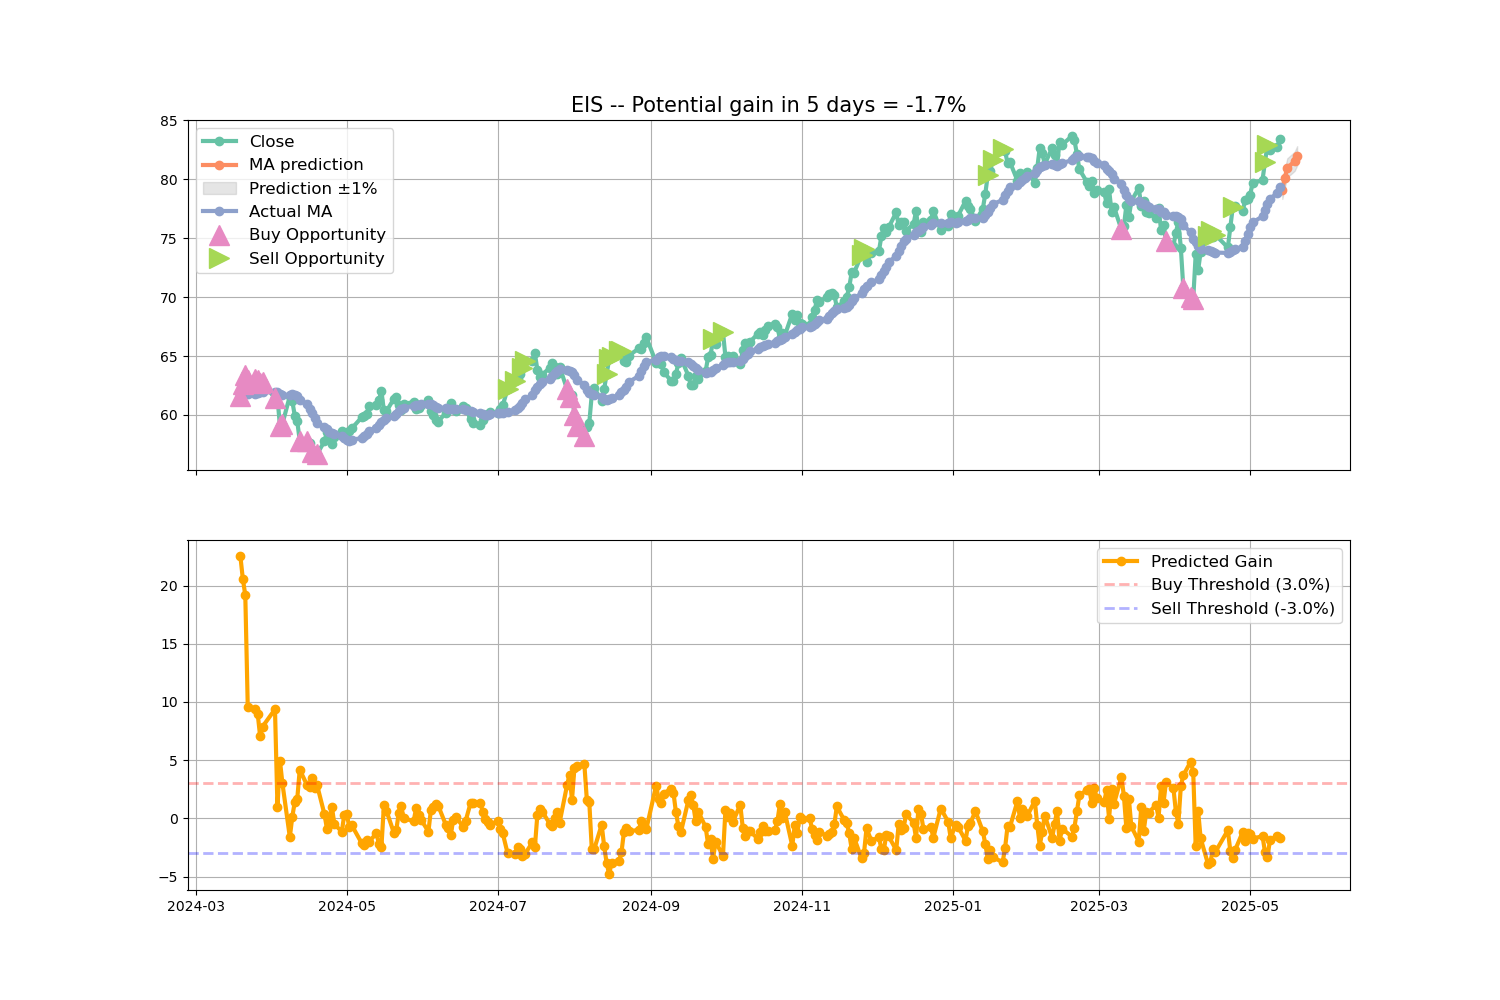 EIS -- Potential gain in 5 days = -1.7%
85
80
75
70
65
60
Close
MA prediction
Prediction ±1%
Actual MA
Buy Opportunity
Sell Opportunity
20
15
10
5
0
−5
Predicted Gain
Buy Threshold (3.0%)
Sell Threshold (-3.0%)
2024-03
2024-05
2024-07
2024-09
2024-11
2025-01
2025-03
2025-05